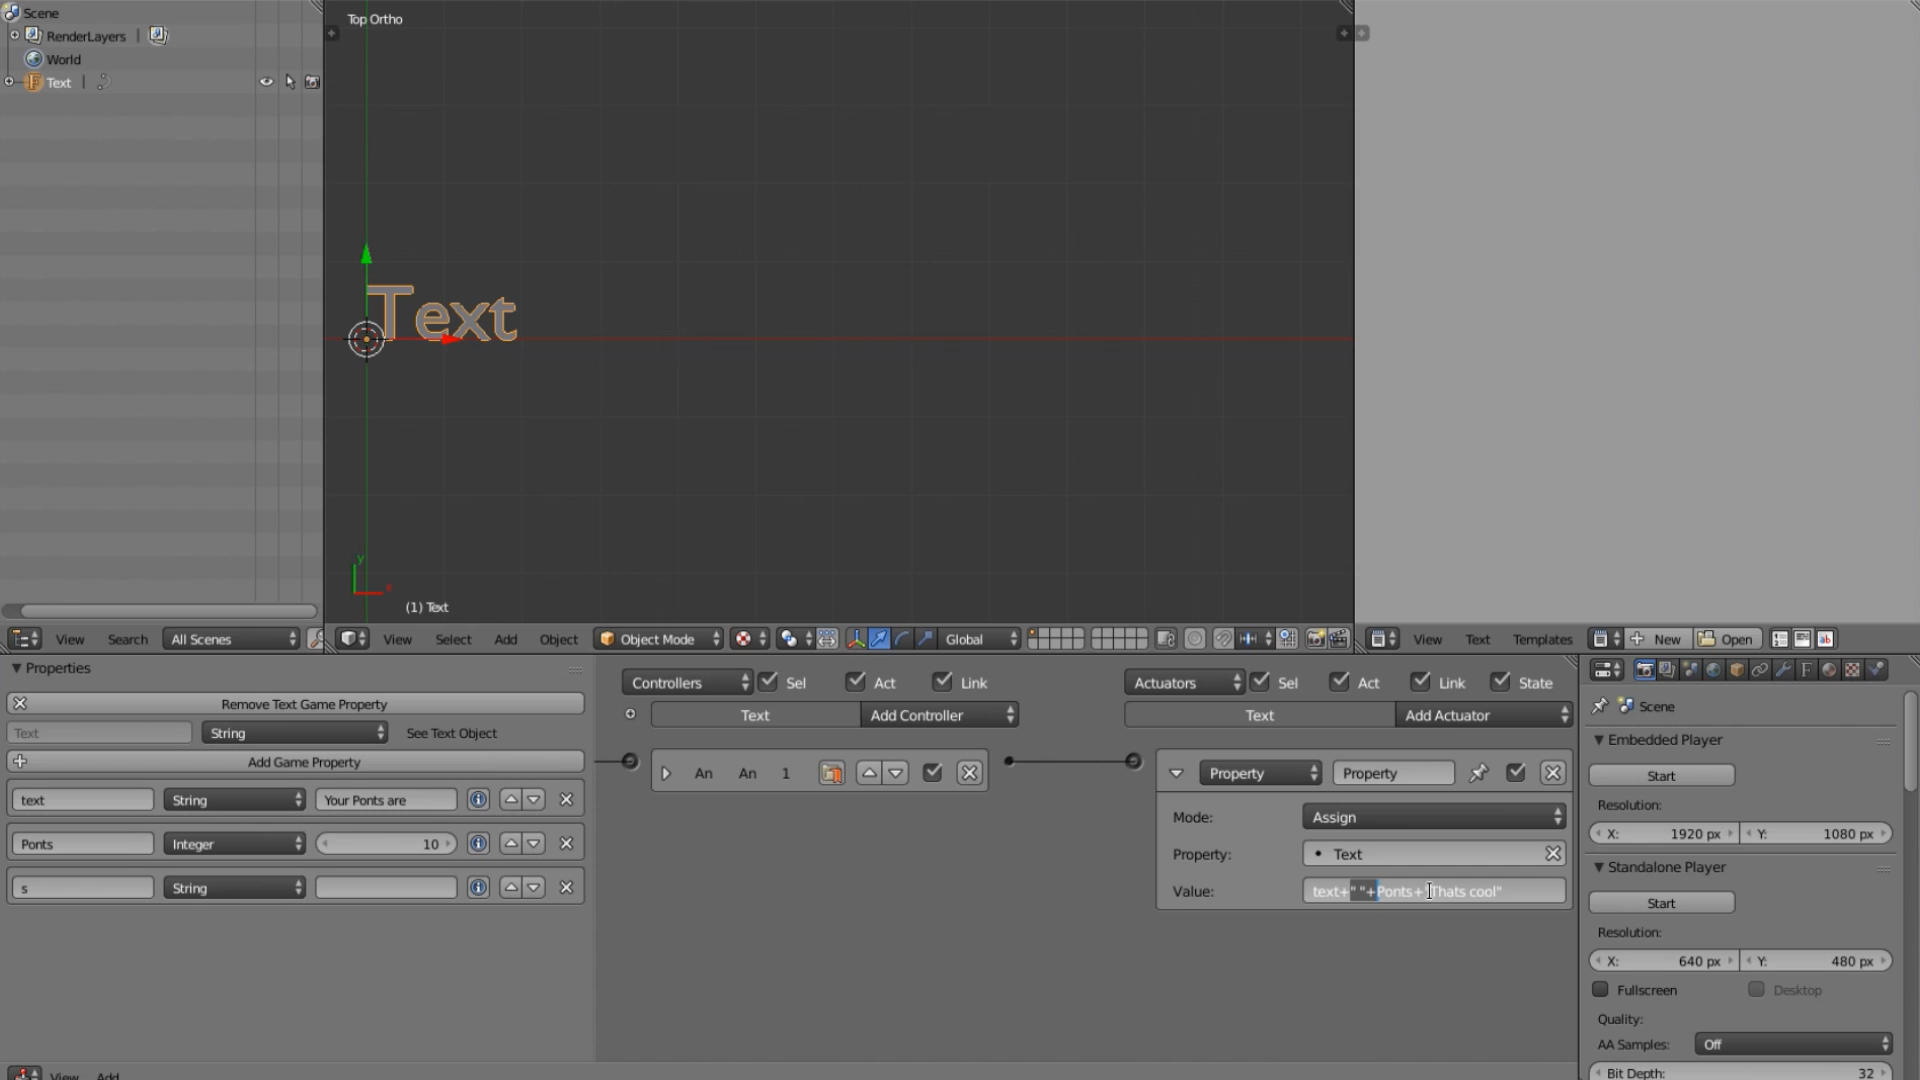 Scene
RenderLayers
World
Text
Top Ortho
Text
y
x
(1) Text
View Search All Scenes
View Select Add Object Object Mode Global
View Text Templates New Open
Properties
Remove Text Game Property
Text String See Text Object
Add Game Property
text String Your Ponts are
Ponts Integer 10
s String
View Add
Controllers Sel Act Link
Text Add Controller
An An 1
Actuators Sel Act Link State
Text Add Actuator
Property Property
Mode: Assign
Property: Text
Value: text+" "+Ponts+"Thats cool"
Scene
Embedded Player
Start
Resolution:
X: 1920 px Y: 1080 px
Standalone Player
Start
Resolution:
X: 640 px Y: 480 px
Fullscreen Desktop
Quality:
AA Samples: Off
Bit Depth: 32